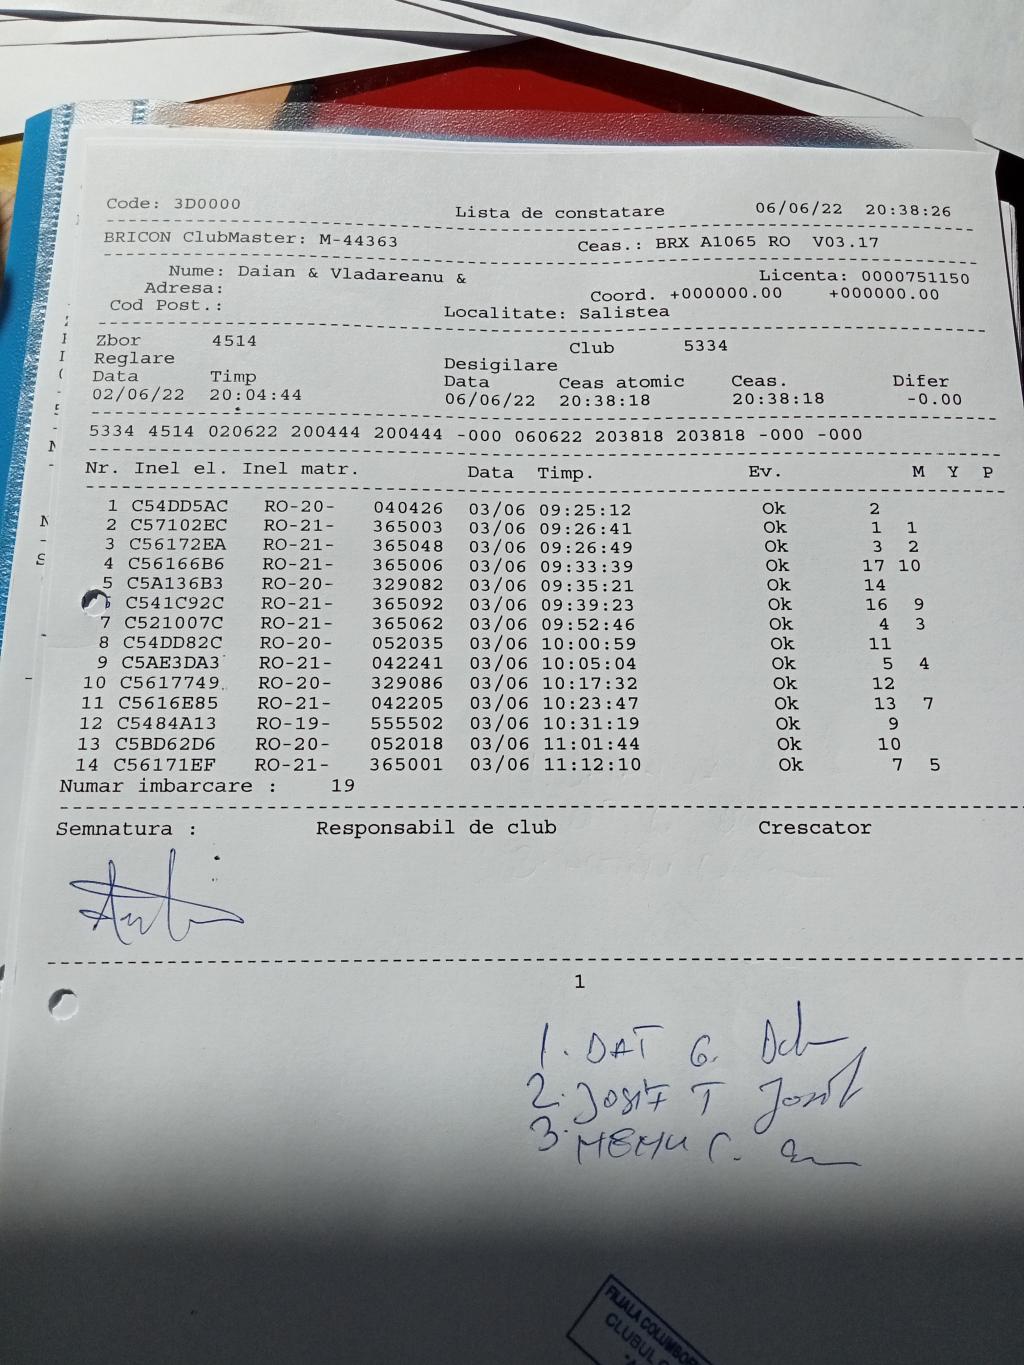 Code: 3D0000 Lista de constatare 06/06/22 20:38:26
BRICON ClubMaster: M-44363 Ceas.: BRX A1065 RO V03.17
Nume: Daian & Vladareanu & Licenta: 0000751150
Adresa: Coord. +000000.00 +000000.00
Cod Post.: Localitate: Salistea
Zbor 4514 Club 5334
Reglare Desigilare
Data Timp Data Ceas atomic Ceas. Difer
02/06/22 20:04:44 06/06/22 20:38:18 20:38:18 -0.00
5334 4514 020622 200444 200444 -000 060622 203818 203818 -000 -000
Nr. Inel el. Inel matr. Data Timp. Ev. M Y P
1 C54DD5AC RO-20- 040426 03/06 09:25:12 Ok 2
2 C57102EC RO-21- 365003 03/06 09:26:41 Ok 1 1
3 C56172EA RO-21- 365048 03/06 09:26:49 Ok 3 2
4 C56166B6 RO-21- 365006 03/06 09:33:39 Ok 17 10
5 C5A136B3 RO-20- 329082 03/06 09:35:21 Ok 14
6 C541C92C RO-21- 365092 03/06 09:39:23 Ok 16 9
7 C521007C RO-21- 365062 03/06 09:52:46 Ok 4 3
8 C54DD82C RO-20- 052035 03/06 10:00:59 Ok 11
9 C5AE3DA3 RO-21- 042241 03/06 10:05:04 Ok 5 4
10 C5617749 RO-20- 329086 03/06 10:17:32 Ok 12
11 C5616E85 RO-21- 042205 03/06 10:23:47 Ok 13 7
12 C5484A13 RO-19- 555502 03/06 10:31:19 Ok 9
13 C5BD62D6 RO-20- 052018 03/06 11:01:44 Ok 10
14 C56171EF RO-21- 365001 03/06 11:12:10 Ok 7 5
Numar imbarcare : 19
Semnatura : Responsabil de club Crescator
1
1. DAT G.
2. JOSIF T Josif
3. C.
FILIALA
CLUBUL